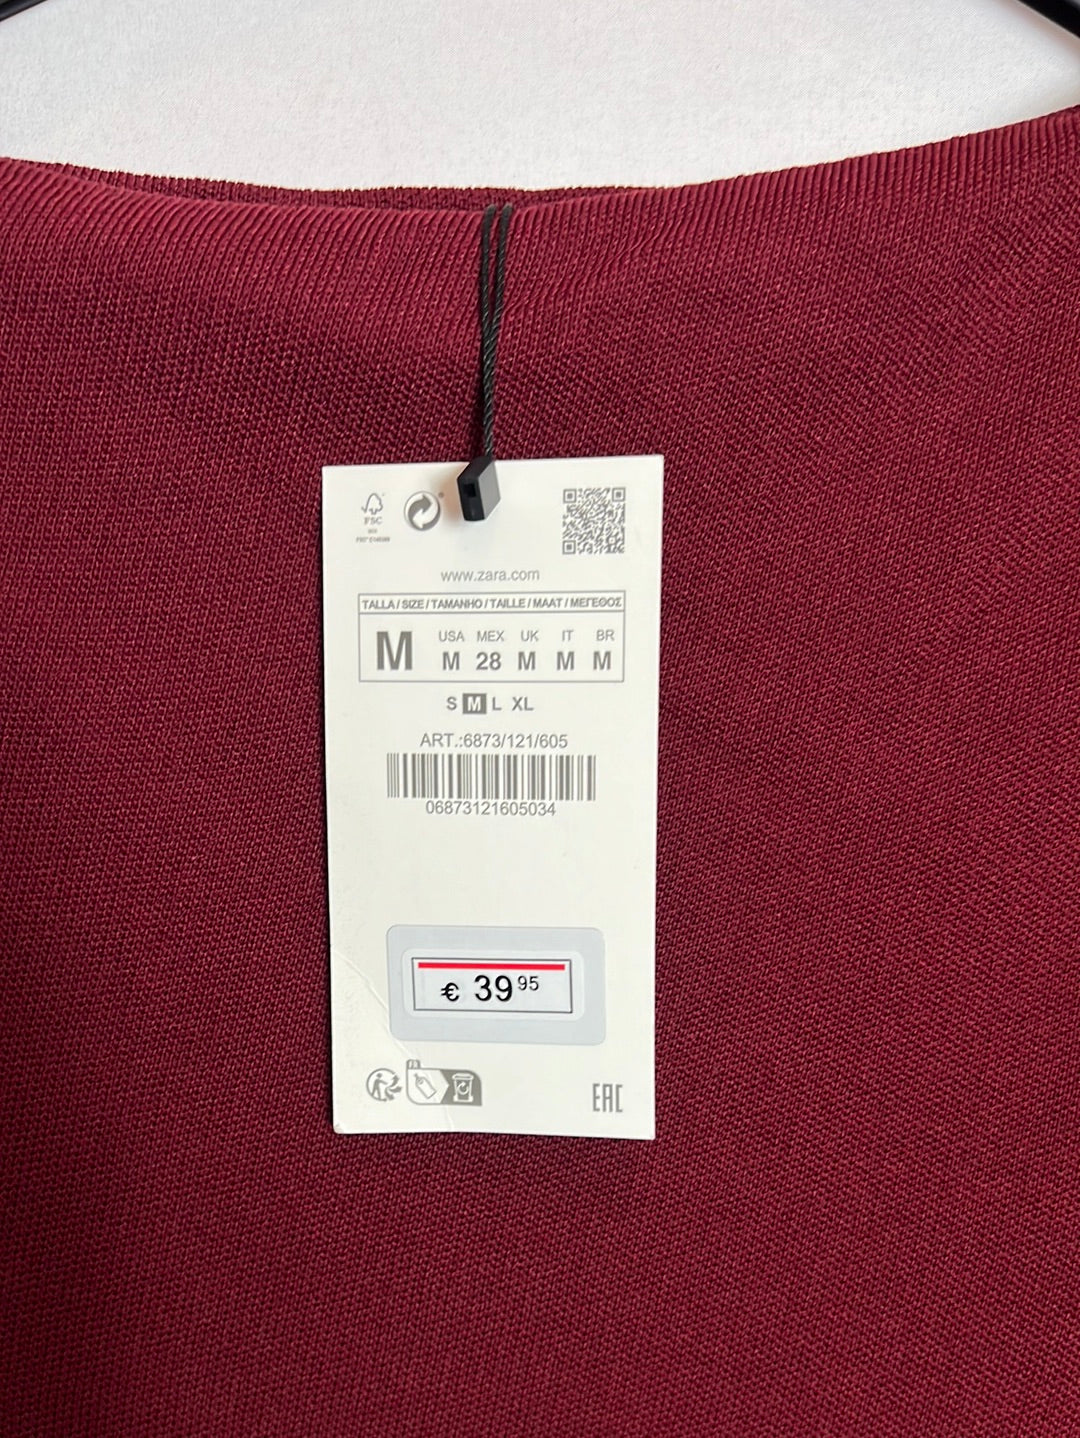 FSC
www.zara.com
TALLA / SIZE / TAMANHO / TAILLE / MAAT / ΜΕΓΕΘΟΣ
M
USA MEX UK IT BR
M 28 M M M
S M L XL
ART.:6873/121/605
06873121605034
€ 39 95
FR
EAC